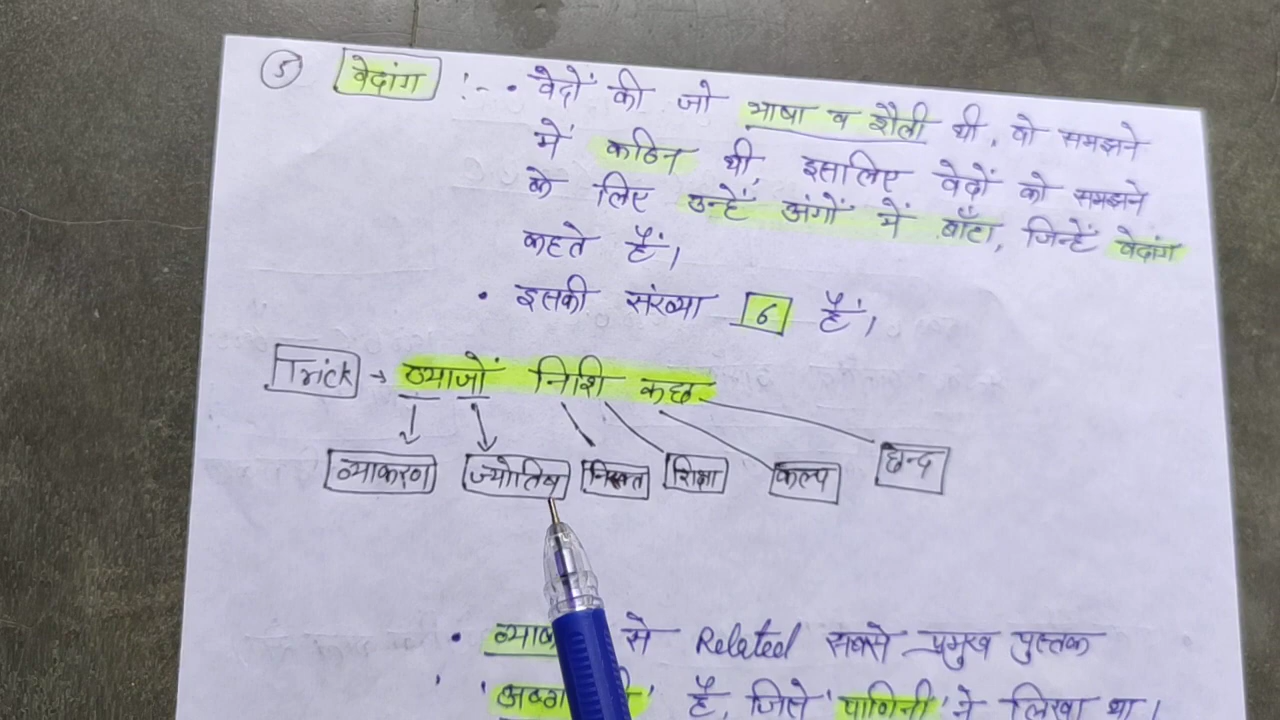 5 वेदांग :- • वेदों की जो भाषा व शैली थी, वो समझने
में कठिन थी, इसलिए वेदों को समझने
के लिए उन्हें अंगों में बाँटा, जिन्हें वेदांग
कहते हैं।
• इसकी संख्या 6 हैं।
Trick → व्याजों निशि कछ
व्याकरण ज्योतिष निरुक्त शिक्षा कल्प छन्द
• से Related सबसे प्रमुख पुस्तक
है, जिसे 'पाणिनी' ने लिखा था।